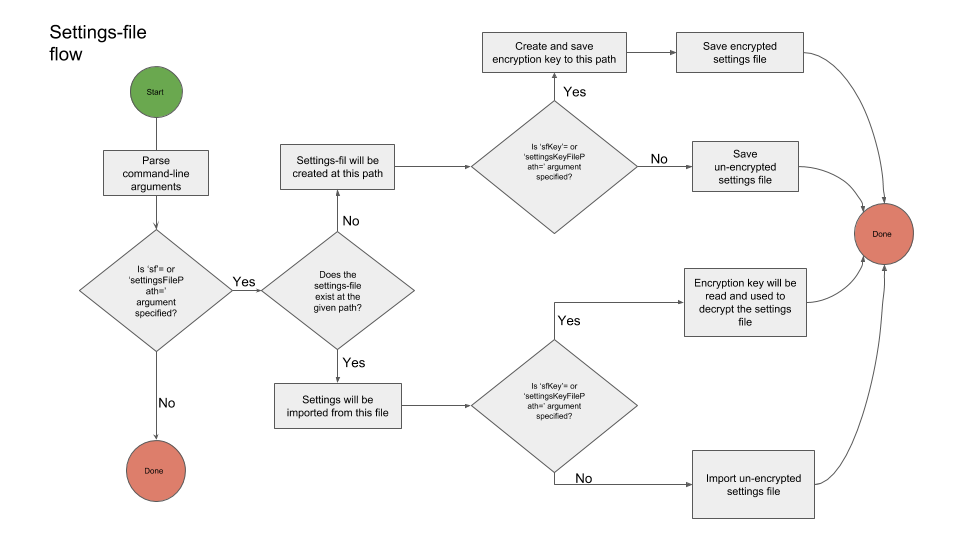 Settings-file
flow
Start
Parse
command-line
arguments
Is ‘sf’= or
‘settingsFileP
ath=’
argument
specified?
Yes
No
Done
Does the
settings-file
exist at the
given path?
No
Settings-fil will be
created at this path
Yes
Settings will be
imported from this file
Is ‘sfKey’= or
‘settingsKeyFileP
ath=’ argument
specified?
Yes
Create and save
encryption key to this path
Save encrypted
settings file
No
Save
un-encrypted
settings file
Is ‘sfKey’= or
‘settingsKeyFileP
ath=’ argument
specified?
Yes
Encryption key will be
read and used to
decrypt the settings
file
No
Import un-encrypted
settings file
Done